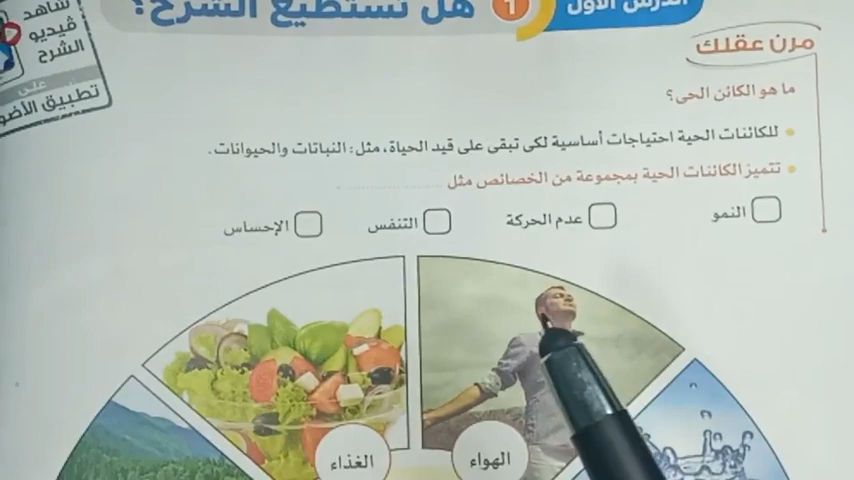 الدرس الأول 1 هل نستطيع الشرح؟
شاهد
فيديو
الشرح
على
تطبيق الأضو
مرن عقلك
ما هو الكائن الحى؟
للكائنات الحية احتياجات أساسية لكى تبقى على قيد الحياة، مثل: النباتات والحيوانات.
تتميز الكائنات الحية بمجموعة من الخصائص مثل ..................
النمو عدم الحركة التنفس الإحساس
الهواء الغذاء